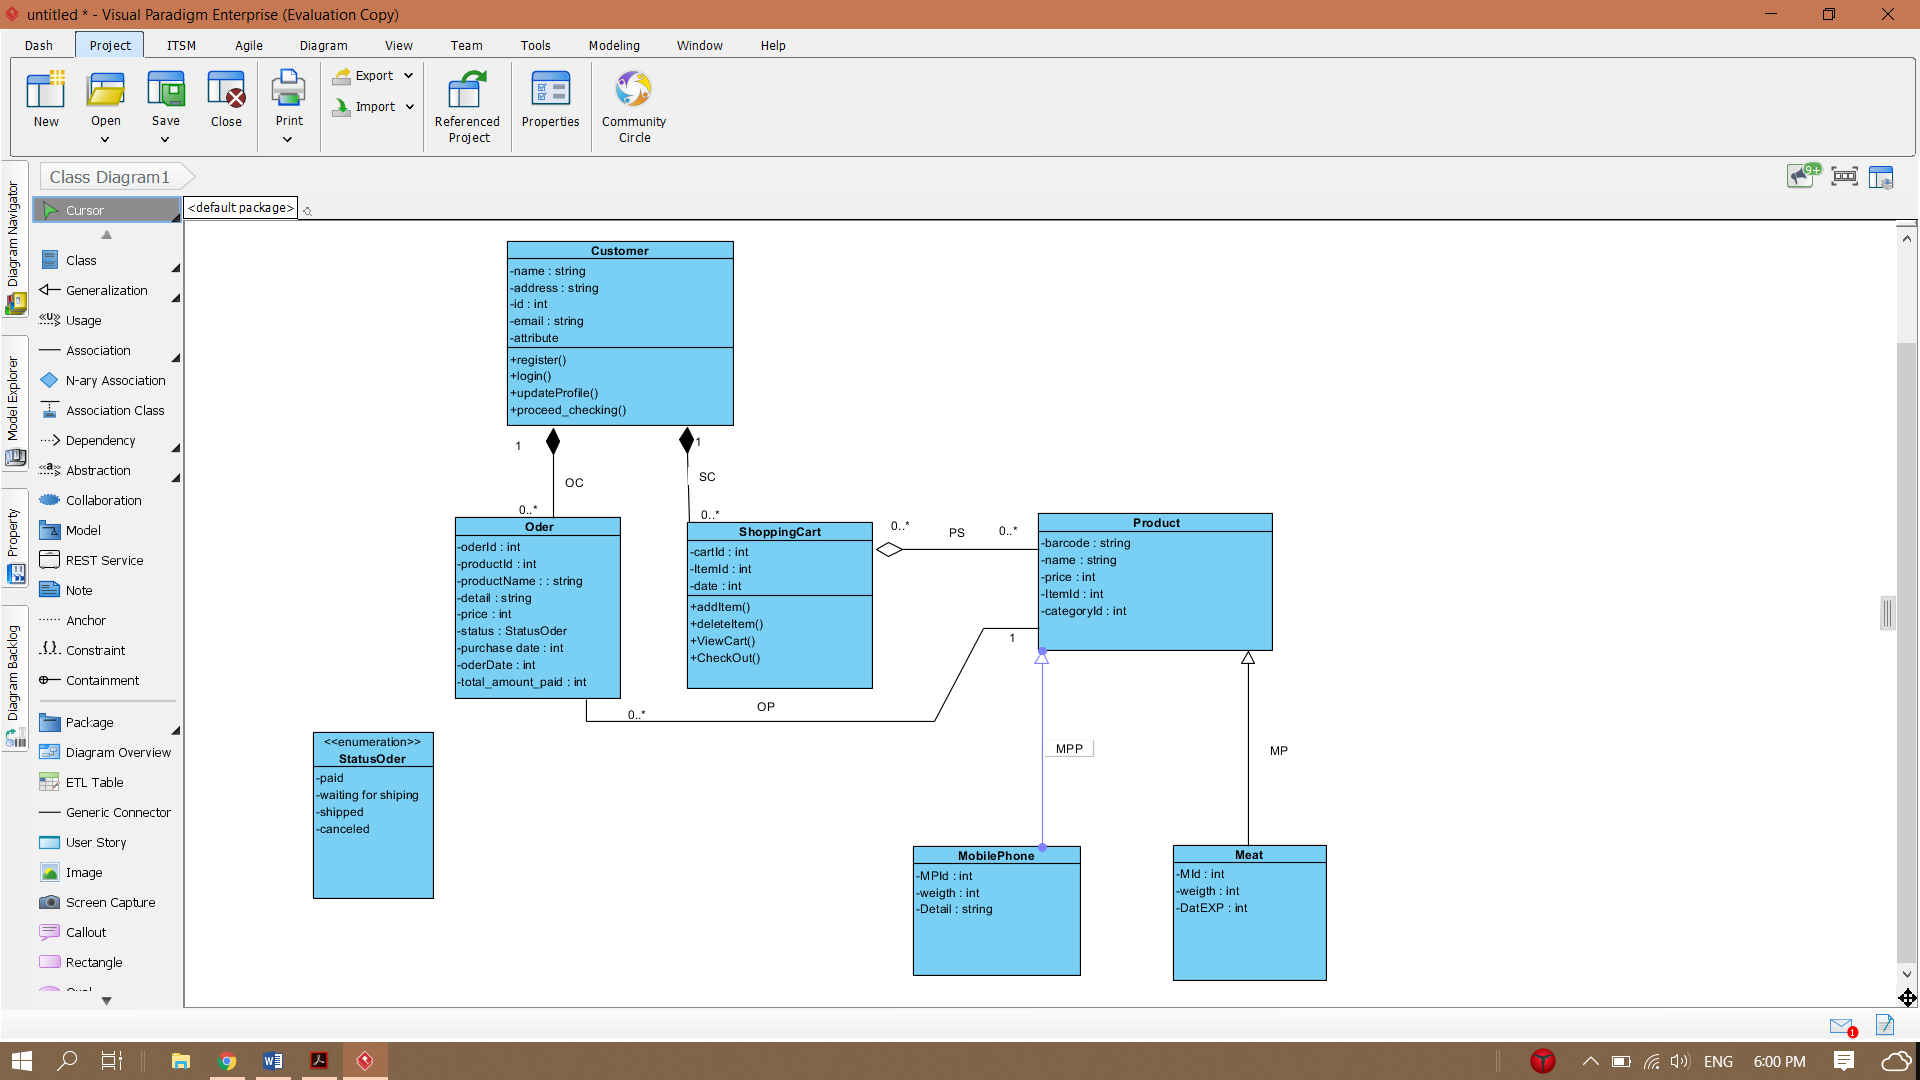 untitled * - Visual Paradigm Enterprise (Evaluation Copy)
Dash Project ITSM Agile Diagram View Team Tools Modeling Window Help
New Open Save Close Print Export Import Referenced Project Properties Community Circle
Class Diagram1
9+
Diagram Navigator
Model Explorer
Property
Diagram Backlog
Cursor
<default package>
Class
Generalization
Usage
Association
N-ary Association
Association Class
Dependency
Abstraction
Collaboration
Model
REST Service
Note
Anchor
Constraint
Containment
Package
Diagram Overview
ETL Table
Generic Connector
User Story
Image
Screen Capture
Callout
Rectangle
Customer
-name : string
-address : string
-id : int
-email : string
-attribute
+register()
+login()
+updateProfile()
+proceed_checking()
1
OC
0..*
1
SC
0..*
Oder
-oderId : int
-productId : int
-productName : : string
-detail : string
-price : int
-status : StatusOder
-purchase date : int
-oderDate : int
-total_amount_paid : int
ShoppingCart
-cartId : int
-ItemId : int
-date : int
+addItem()
+deleteItem()
+ViewCart()
+CheckOut()
0..*
PS
0..*
Product
-barcode : string
-name : string
-price : int
-ItemId : int
-categoryId : int
1
0..*
OP
<<enumeration>>
StatusOder
-paid
-waiting for shiping
-shipped
-canceled
MPP
MP
MobilePhone
-MPId : int
-weigth : int
-Detail : string
Meat
-MId : int
-weigth : int
-DatEXP : int
1
ENG 6:00 PM